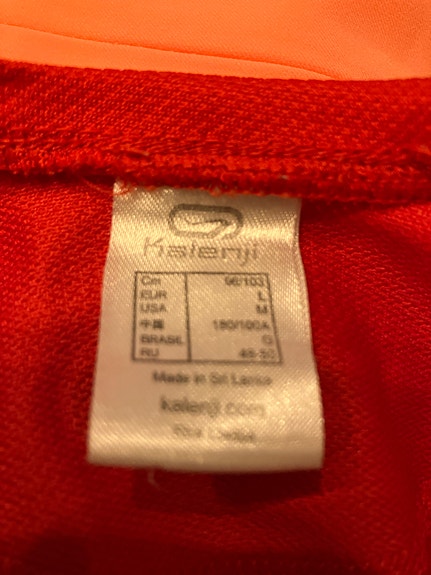 Kalenji
Cm 96/103
EUR L
USA M
中国 180/100A
BRASIL G
RU 48-50
Made in Sri Lanka
kalenji.com